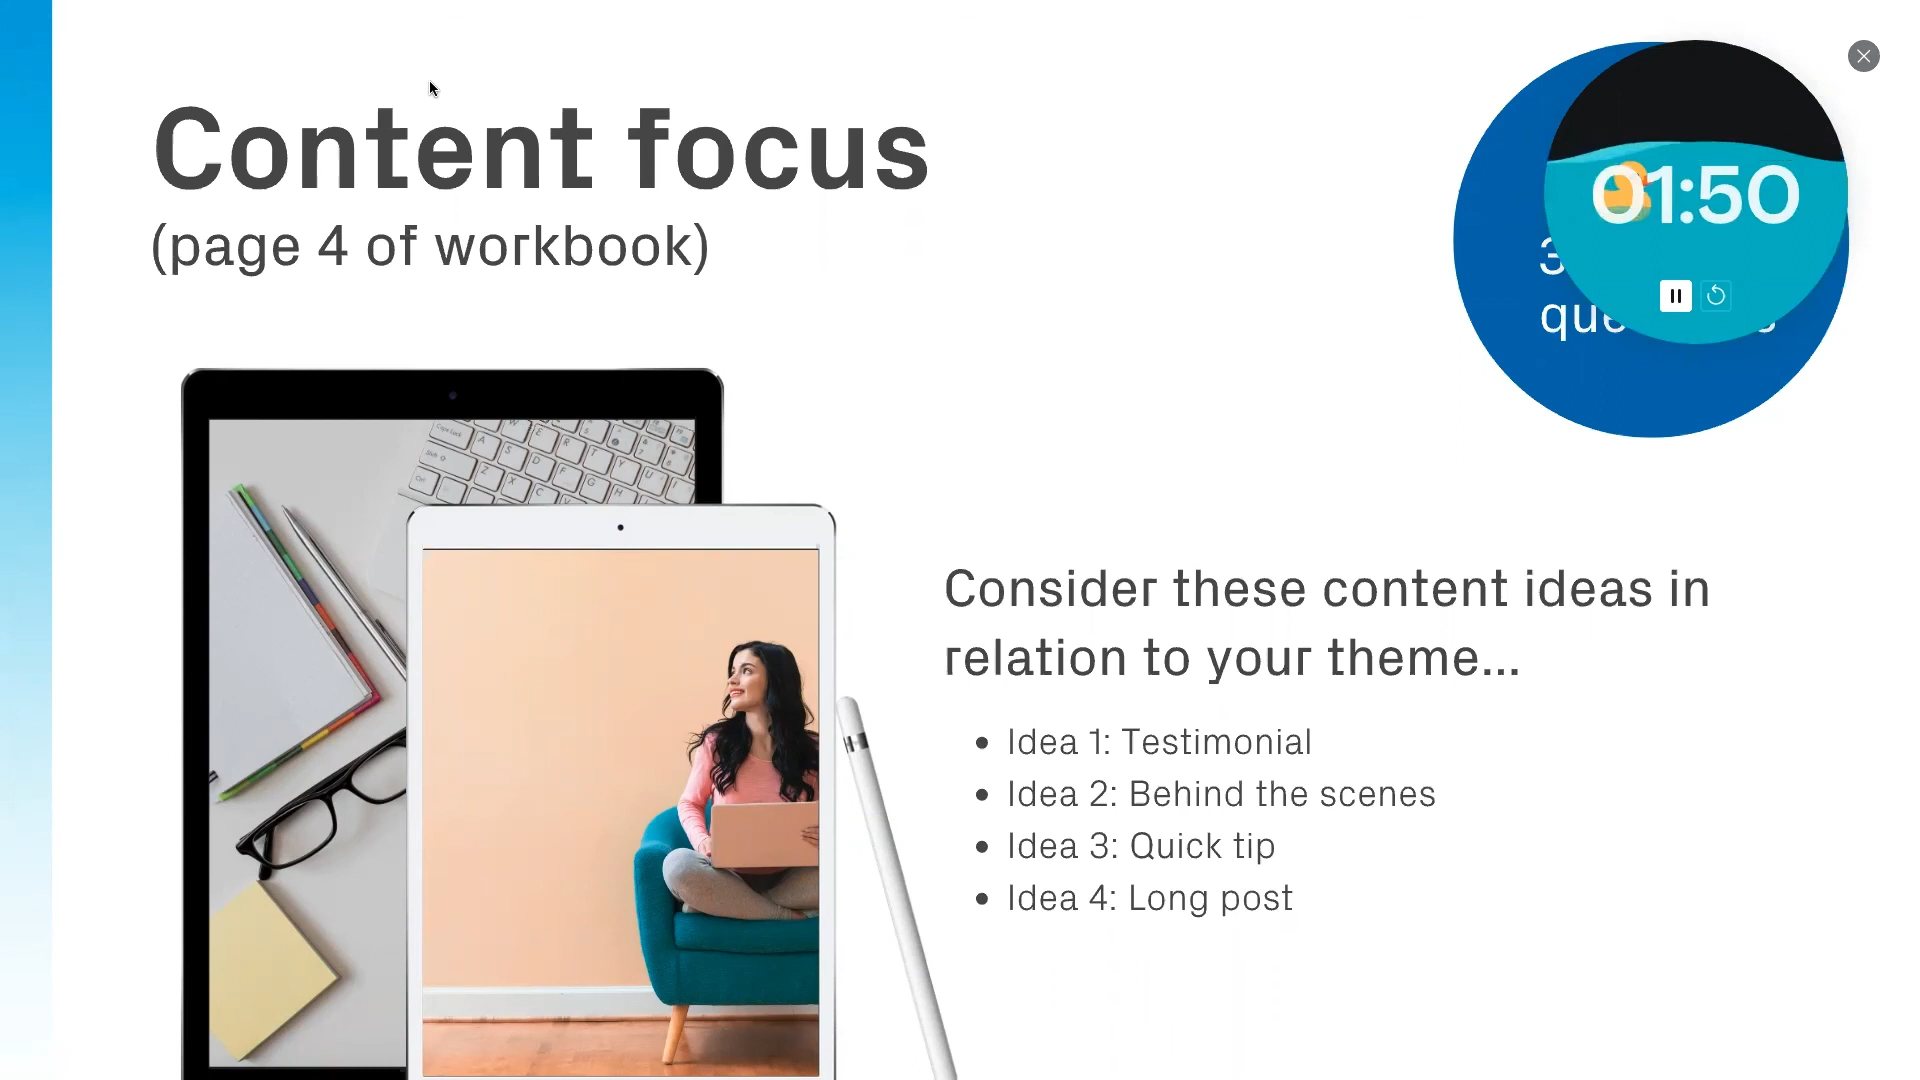 Content focus
(page 4 of workbook)
01:50
Consider these content ideas in
relation to your theme...
Idea 1: Testimonial
Idea 2: Behind the scenes
Idea 3: Quick tip
Idea 4: Long post